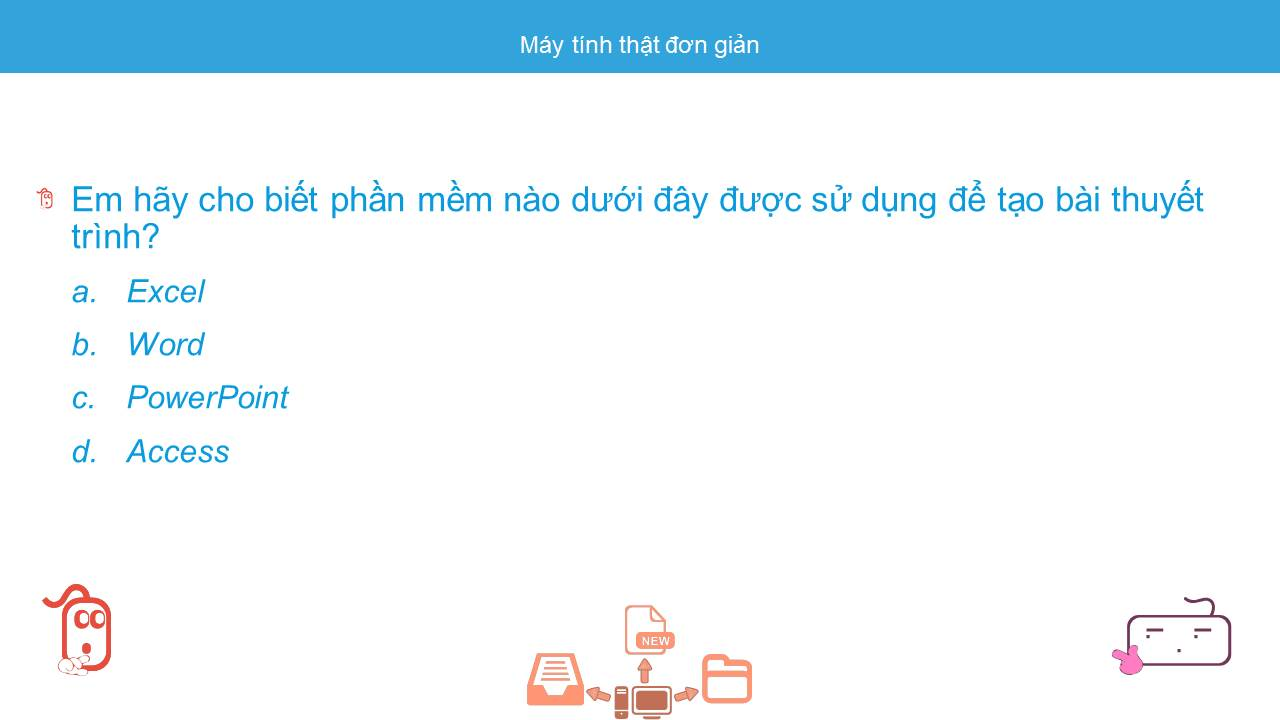 Máy tính thật đơn giản
Em hãy cho biết phần mềm nào dưới đây được sử dụng để tạo bài thuyết
trình?
a. Excel
b. Word
c. PowerPoint
d. Access
NEW